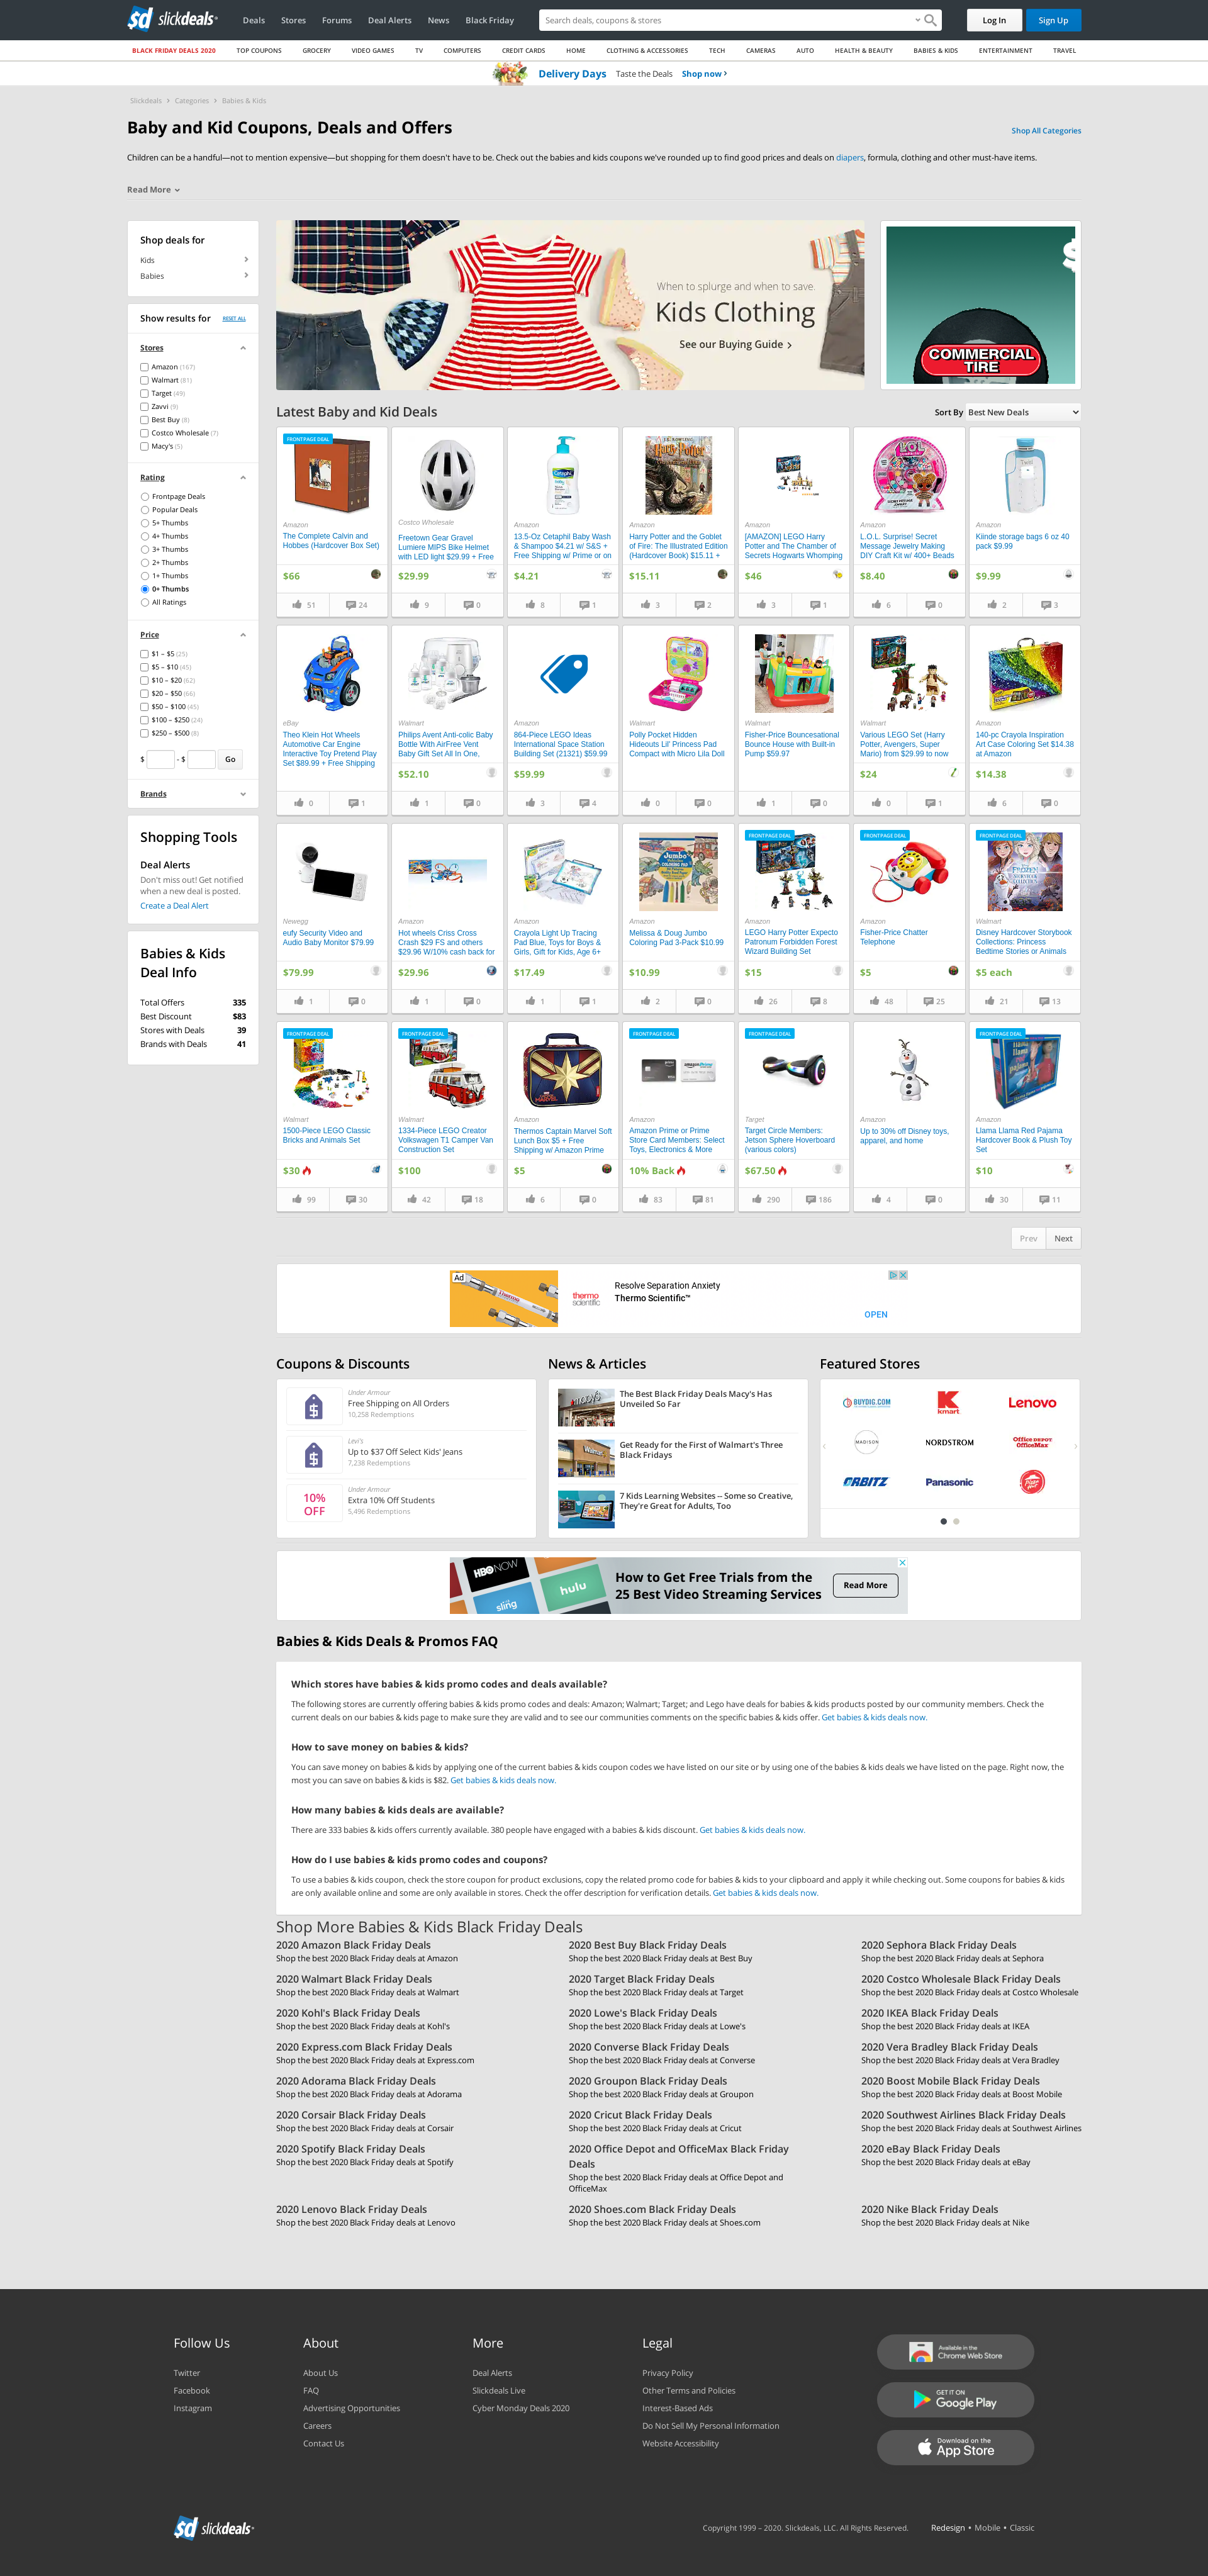 slickdeals
Deals Stores Forums Deal Alerts News Black Friday
Search deals, coupons & stores
Log In
Sign Up
BLACK FRIDAY DEALS 2020 TOP COUPONS GROCERY VIDEO GAMES TV COMPUTERS CREDIT CARDS HOME CLOTHING & ACCESSORIES TECH CAMERAS AUTO HEALTH & BEAUTY BABIES & KIDS ENTERTAINMENT TRAVEL
Delivery Days Taste the Deals Shop now
Slickdeals > Categories > Babies & Kids
Baby and Kid Coupons, Deals and Offers
Shop All Categories
Children can be a handful—not to mention expensive—but shopping for them doesn't have to be. Check out the babies and kids coupons we've rounded up to find good prices and deals on diapers, formula, clothing and other must-have items.
Read More
Shop deals for
Kids
Babies
Show results for RESET ALL
Stores
Amazon (167)
Walmart (81)
Target (49)
Zavvi (9)
Best Buy (8)
Costco Wholesale (7)
Macy's (5)
Rating
Frontpage Deals
Popular Deals
5+ Thumbs
4+ Thumbs
3+ Thumbs
2+ Thumbs
1+ Thumbs
0+ Thumbs
All Ratings
Price
$1 – $5 (25)
$5 – $10 (45)
$10 – $20 (62)
$20 – $50 (66)
$50 – $100 (45)
$100 – $250 (24)
$250 – $500 (8)
$ - $ Go
Brands
Shopping Tools
Deal Alerts
Don't miss out! Get notified
when a new deal is posted.
Create a Deal Alert
Babies & Kids
Deal Info
Total Offers 335
Best Discount $83
Stores with Deals 39
Brands with Deals 41
When to splurge and when to save.
Kids Clothing
See our Buying Guide
COMMERCIAL
TIRE
Latest Baby and Kid Deals
Sort By Best New Deals
FRONTPAGE DEAL
Amazon
The Complete Calvin and
Hobbes (Hardcover Box Set)
$66
51 24
Costco Wholesale
Freetown Gear Gravel
Lumiere MIPS Bike Helmet
with LED light $29.99 + Free
$29.99
9 0
Cetaphil
Amazon
13.5-Oz Cetaphil Baby Wash
& Shampoo $4.21 w/ S&S +
Free Shipping w/ Prime or on
$4.21
8 1
J.K. ROWLING
Harry Potter
Amazon
Harry Potter and the Goblet
of Fire: The Illustrated Edition
(Hardcover Book) $15.11 +
$15.11
3 2
Amazon
[AMAZON] LEGO Harry
Potter and The Chamber of
Secrets Hogwarts Whomping
$46
3 1
Amazon
L.O.L. Surprise! Secret
Message Jewelry Making
DIY Craft Kit w/ 400+ Beads
$8.40
6 0
Amazon
Kiinde storage bags 6 oz 40
pack $9.99
$9.99
2 3
eBay
Theo Klein Hot Wheels
Automotive Car Engine
Interactive Toy Pretend Play
Set $89.99 + Free Shipping
0 1
Walmart
Philips Avent Anti-colic Baby
Bottle With AirFree Vent
Baby Gift Set All In One,
$52.10
1 0
Amazon
864-Piece LEGO Ideas
International Space Station
Building Set (21321) $59.99
$59.99
3 4
Walmart
Polly Pocket Hidden
Hideouts Lil' Princess Pad
Compact with Micro Lila Doll
0 0
Walmart
Fisher-Price Bouncesational
Bounce House with Built-in
Pump $59.97
1 0
Walmart
Various LEGO Set (Harry
Potter, Avengers, Super
Mario) from $29.99 to now
$24
0 1
Amazon
140-pc Crayola Inspiration
Art Case Coloring Set $14.38
at Amazon
$14.38
6 0
Newegg
eufy Security Video and
Audio Baby Monitor $79.99
$79.99
1 0
Amazon
Hot wheels Criss Cross
Crash $29 FS and others
$29.96 W/10% cash back for
$29.96
1 0
Amazon
Crayola Light Up Tracing
Pad Blue, Toys for Boys &
Girls, Gift for Kids, Age 6+
$17.49
1 1
Jumbo
COLORING PAD
Amazon
Melissa & Doug Jumbo
Coloring Pad 3-Pack $10.99
$10.99
2 0
FRONTPAGE DEAL
Amazon
LEGO Harry Potter Expecto
Patronum Forbidden Forest
Wizard Building Set
$15
26 8
FRONTPAGE DEAL
Amazon
Fisher-Price Chatter
Telephone
$5
48 25
FRONTPAGE DEAL
FROZEN
Walmart
Disney Hardcover Storybook
Collections: Princess
Bedtime Stories or Animals
$5 each
21 13
FRONTPAGE DEAL
Walmart
1500-Piece LEGO Classic
Bricks and Animals Set
$30
99 30
FRONTPAGE DEAL
Walmart
1334-Piece LEGO Creator
Volkswagen T1 Camper Van
Construction Set
$100
42 18
Amazon
Thermos Captain Marvel Soft
Lunch Box $5 + Free
Shipping w/ Amazon Prime
$5
6 0
FRONTPAGE DEAL
Amazon
Amazon Prime or Prime
Store Card Members: Select
Toys, Electronics & More
10% Back
83 81
FRONTPAGE DEAL
Target
Target Circle Members:
Jetson Sphere Hoverboard
(various colors)
$67.50
290 186
Amazon
Up to 30% off Disney toys,
apparel, and home
4 0
FRONTPAGE DEAL
llama llama
red pajama
Amazon
Llama Llama Red Pajama
Hardcover Book & Plush Toy
Set
$10
30 11
Prev Next
Ad
thermo
scientific
Resolve Separation Anxiety
Thermo Scientific™
OPEN
Coupons & Discounts
Under Armour
Free Shipping on All Orders
10,258 Redemptions
Levi's
Up to $37 Off Select Kids' Jeans
7,238 Redemptions
10%
OFF
Under Armour
Extra 10% Off Students
5,496 Redemptions
News & Articles
macy's
The Best Black Friday Deals Macy's Has
Unveiled So Far
Walmart
Get Ready for the First of Walmart's Three
Black Fridays
7 Kids Learning Websites -- Some so Creative,
They're Great for Adults, Too
Featured Stores
BUYDIG.COM
kmart
Lenovo
MADISON
NORDSTROM
Office DEPOT
OfficeMax
ORBITZ
Panasonic
Pizza Hut
HBO NOW
sling
hulu
How to Get Free Trials from the
25 Best Video Streaming Services
Read More
Babies & Kids Deals & Promos FAQ
Which stores have babies & kids promo codes and deals available?
The following stores are currently offering babies & kids promo codes and deals: Amazon; Walmart; Target; and Lego have deals for babies & kids products posted by our community members. Check the
current deals on our babies & kids page to make sure they are valid and to see our communities comments on the specific babies & kids offer. Get babies & kids deals now.
How to save money on babies & kids?
You can save money on babies & kids by applying one of the current babies & kids coupon codes we have listed on our site or by using one of the babies & kids deals we have listed on the page. Right now, the
most you can save on babies & kids is $82. Get babies & kids deals now.
How many babies & kids deals are available?
There are 333 babies & kids offers currently available. 380 people have engaged with a babies & kids discount. Get babies & kids deals now.
How do I use babies & kids promo codes and coupons?
To use a babies & kids coupon, check the store coupon for product exclusions, copy the related promo code for babies & kids to your clipboard and apply it while checking out. Some coupons for babies & kids
are only available online and some are only available in stores. Check the offer description for verification details. Get babies & kids deals now.
Shop More Babies & Kids Black Friday Deals
2020 Amazon Black Friday Deals
Shop the best 2020 Black Friday deals at Amazon
2020 Best Buy Black Friday Deals
Shop the best 2020 Black Friday deals at Best Buy
2020 Sephora Black Friday Deals
Shop the best 2020 Black Friday deals at Sephora
2020 Walmart Black Friday Deals
Shop the best 2020 Black Friday deals at Walmart
2020 Target Black Friday Deals
Shop the best 2020 Black Friday deals at Target
2020 Costco Wholesale Black Friday Deals
Shop the best 2020 Black Friday deals at Costco Wholesale
2020 Kohl's Black Friday Deals
Shop the best 2020 Black Friday deals at Kohl's
2020 Lowe's Black Friday Deals
Shop the best 2020 Black Friday deals at Lowe's
2020 IKEA Black Friday Deals
Shop the best 2020 Black Friday deals at IKEA
2020 Express.com Black Friday Deals
Shop the best 2020 Black Friday deals at Express.com
2020 Converse Black Friday Deals
Shop the best 2020 Black Friday deals at Converse
2020 Vera Bradley Black Friday Deals
Shop the best 2020 Black Friday deals at Vera Bradley
2020 Adorama Black Friday Deals
Shop the best 2020 Black Friday deals at Adorama
2020 Groupon Black Friday Deals
Shop the best 2020 Black Friday deals at Groupon
2020 Boost Mobile Black Friday Deals
Shop the best 2020 Black Friday deals at Boost Mobile
2020 Corsair Black Friday Deals
Shop the best 2020 Black Friday deals at Corsair
2020 Cricut Black Friday Deals
Shop the best 2020 Black Friday deals at Cricut
2020 Southwest Airlines Black Friday Deals
Shop the best 2020 Black Friday deals at Southwest Airlines
2020 Spotify Black Friday Deals
Shop the best 2020 Black Friday deals at Spotify
2020 Office Depot and OfficeMax Black Friday
Deals
Shop the best 2020 Black Friday deals at Office Depot and
OfficeMax
2020 eBay Black Friday Deals
Shop the best 2020 Black Friday deals at eBay
2020 Lenovo Black Friday Deals
Shop the best 2020 Black Friday deals at Lenovo
2020 Shoes.com Black Friday Deals
Shop the best 2020 Black Friday deals at Shoes.com
2020 Nike Black Friday Deals
Shop the best 2020 Black Friday deals at Nike
Follow Us
Twitter
Facebook
Instagram
About
About Us
FAQ
Advertising Opportunities
Careers
Contact Us
More
Deal Alerts
Slickdeals Live
Cyber Monday Deals 2020
Legal
Privacy Policy
Other Terms and Policies
Interest-Based Ads
Do Not Sell My Personal Information
Website Accessibility
Available in the
Chrome Web Store
GET IT ON
Google Play
Download on the
App Store
slickdeals
Copyright 1999 – 2020. Slickdeals, LLC. All Rights Reserved.
Redesign • Mobile • Classic